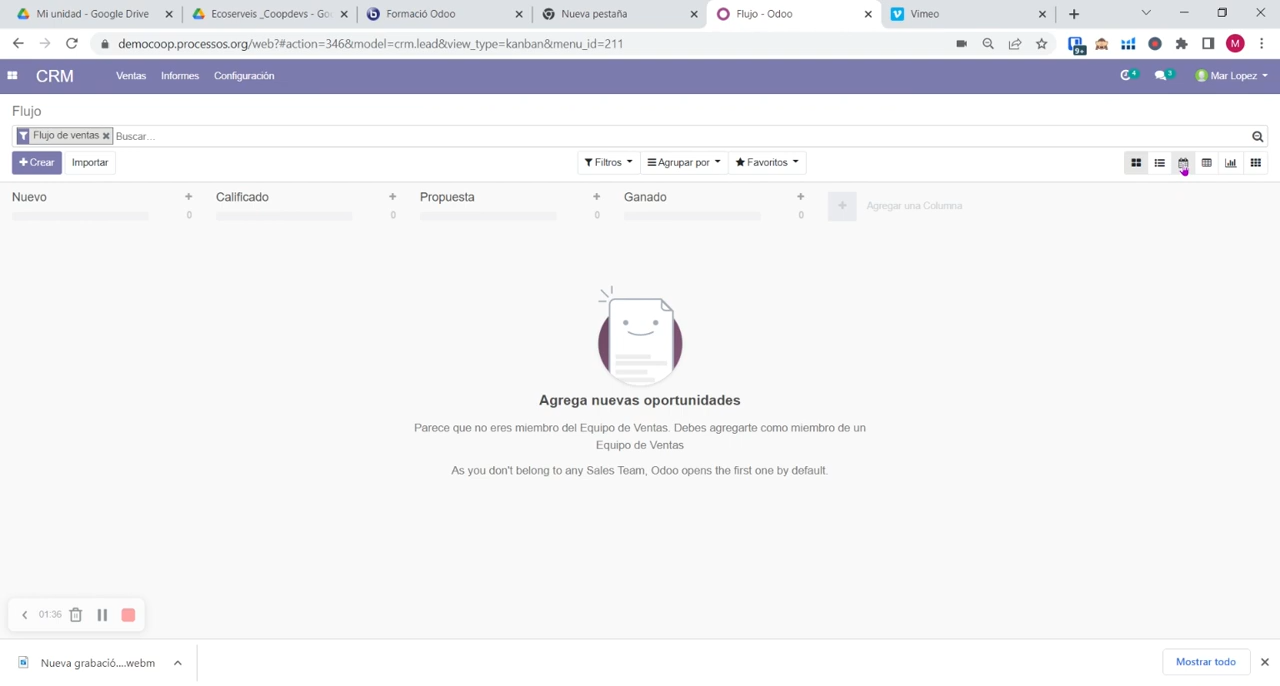 Mi unidad - Google Drive
Ecoserveis _Coopdevs - Go
Formació Odoo
Nueva pestaña
Flujo - Odoo
Vimeo
democoop.processos.org/web?#action=346&model=crm.lead&view_type=kanban&menu_id=211
9+
M
CRM
Ventas
Informes
Configuración
4
3
Mar Lopez
Flujo
Flujo de ventas
Buscar...
Crear
Importar
Filtros
Agrupar por
Favoritos
Nuevo
0
Calificado
0
Propuesta
0
Ganado
0
Agregar una Columna
Agrega nuevas oportunidades
Parece que no eres miembro del Equipo de Ventas. Debes agregarte como miembro de un
Equipo de Ventas
As you don't belong to any Sales Team, Odoo opens the first one by default.
01:36
Nueva grabació....webm
Mostrar todo